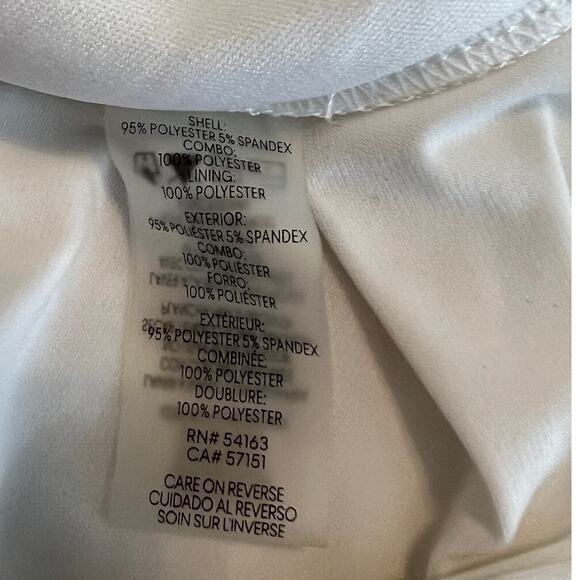 SHELL:
95% POLYESTER 5% SPANDEX
COMBO:
100% POLYESTER
LINING:
100% POLYESTER
EXTERIOR:
95% POLIÉSTER 5% SPANDEX
COMBO:
100% POLIÉSTER
FORRO:
100% POLIÉSTER
EXTÉRIEUR:
95% POLYESTER 5% SPANDEX
COMBINÉE:
100% POLYESTER
DOUBLURE:
100% POLYESTER
RN# 54163
CA# 57151
CARE ON REVERSE
CUIDADO AL REVERSO
SOIN SUR L'INVERSE